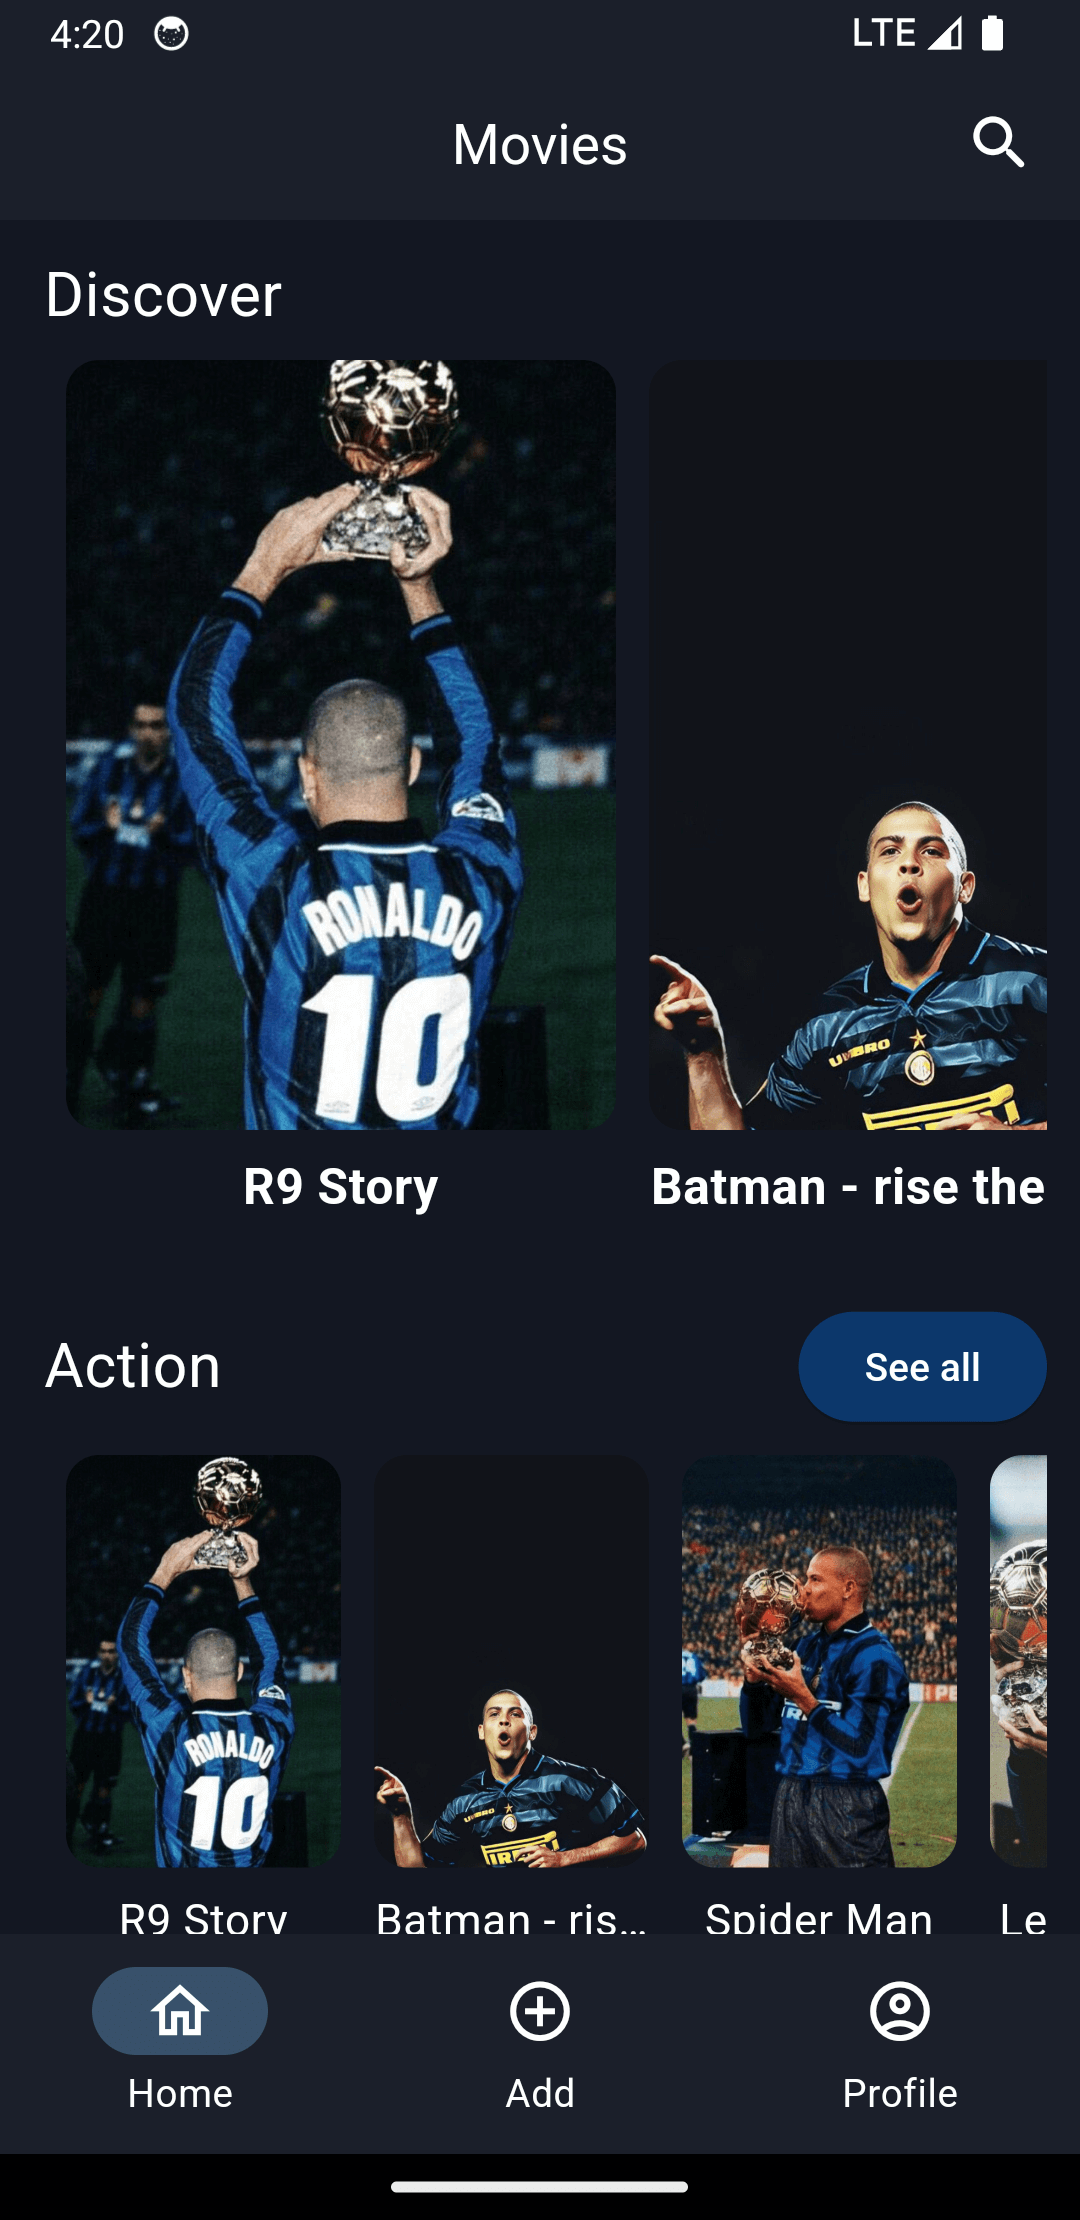 4:20
LTE
Movies
Discover
RONALDO
10
UMBRO
R9 Story
Batman - rise the
Action
See all
RONALDO
10
UMBRO
R9 Story
Batman - ris...
Spider Man
Le
Home
Add
Profile